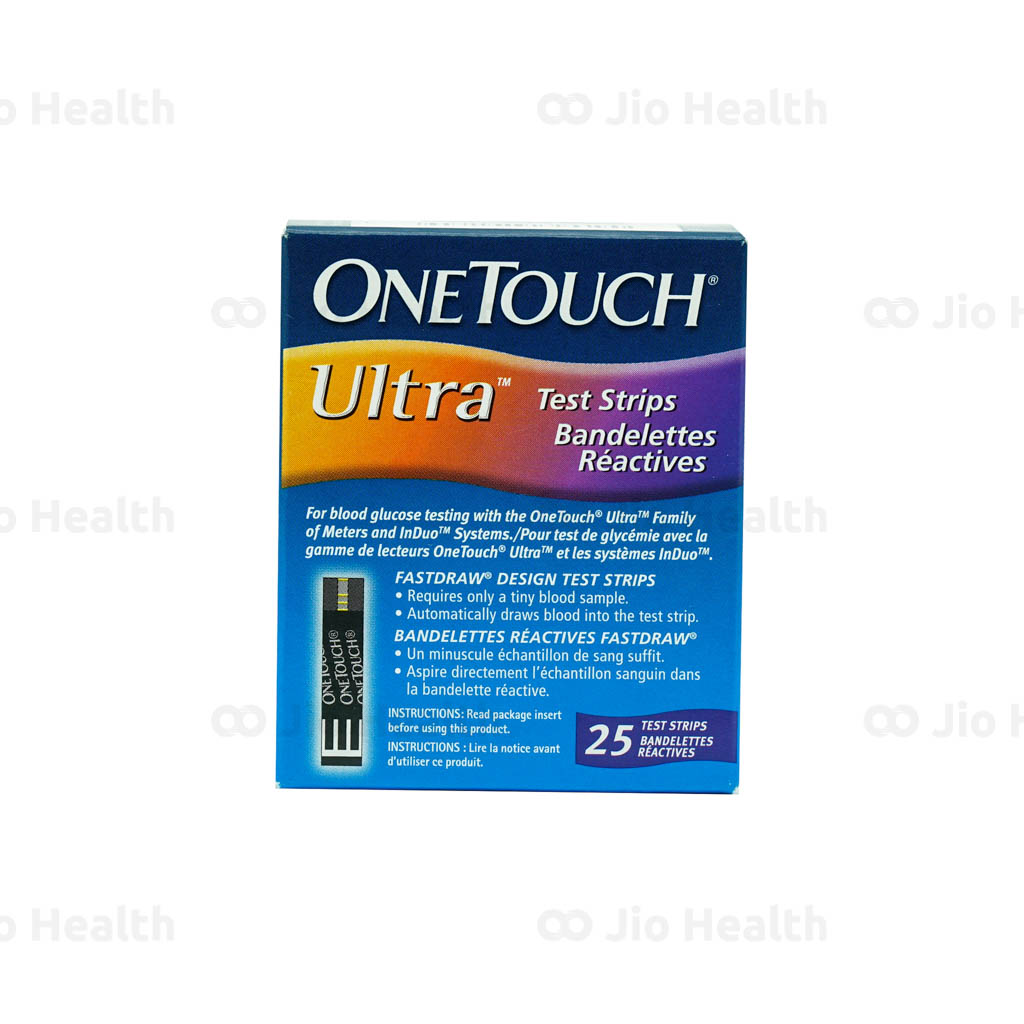 Jio Health
Jio Health
ONETOUCH®
Ultra™
Test Strips
Bandelettes
Réactives
For blood glucose testing with the OneTouch® Ultra™ Family
of Meters and InDuo™ Systems./Pour test de glycémie avec la
gamme de lecteurs OneTouch® Ultra™ et les systèmes InDuo™.
FASTDRAW® DESIGN TEST STRIPS
• Requires only a tiny blood sample.
• Automatically draws blood into the test strip.
BANDELETTES RÉACTIVES FASTDRAW®
• Un minuscule échantillon de sang suffit.
• Aspire directement l'échantillon sanguin dans
la bandelette réactive.
ONETOUCH®
ONETOUCH®
ONETOUCH®
INSTRUCTIONS: Read package insert
before using this product.
INSTRUCTIONS : Lire la notice avant
d'utiliser ce produit.
25 TEST STRIPS
BANDELETTES
RÉACTIVES
Jio Health
Jio Health
Jio Health
Jio Health
Jio Health
Jio Health